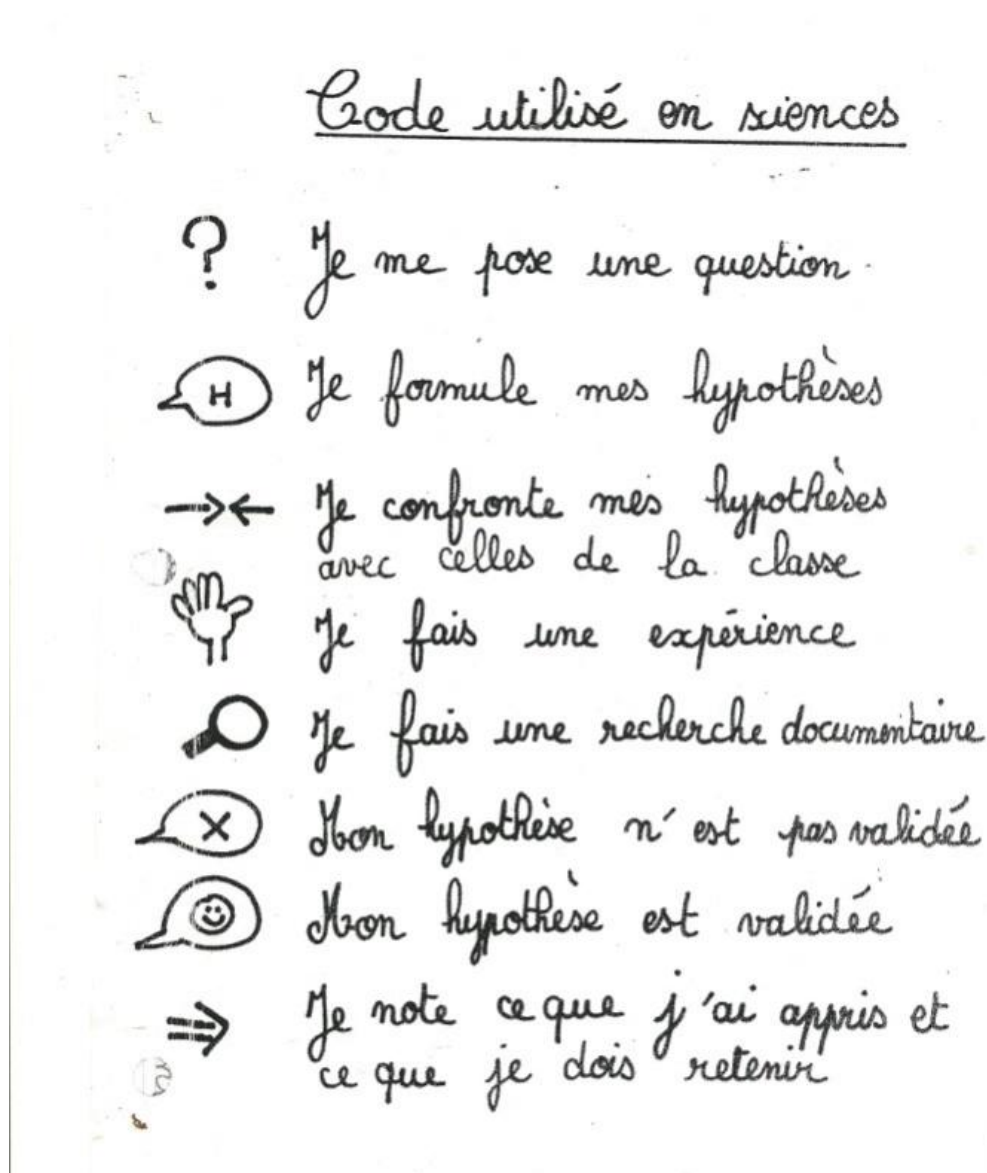 Code utilisé en sciences
? Je me pose une question.
H Je formule mes hypothèses
→← Je confronte mes hypothèses
avec celles de la classe
Je fais une expérience
Je fais une recherche documentaire
× Mon hypothèse n'est pas validée
Mon hypothèse est validée
⇒ Je note ce que j'ai appris et
ce que je dois retenir